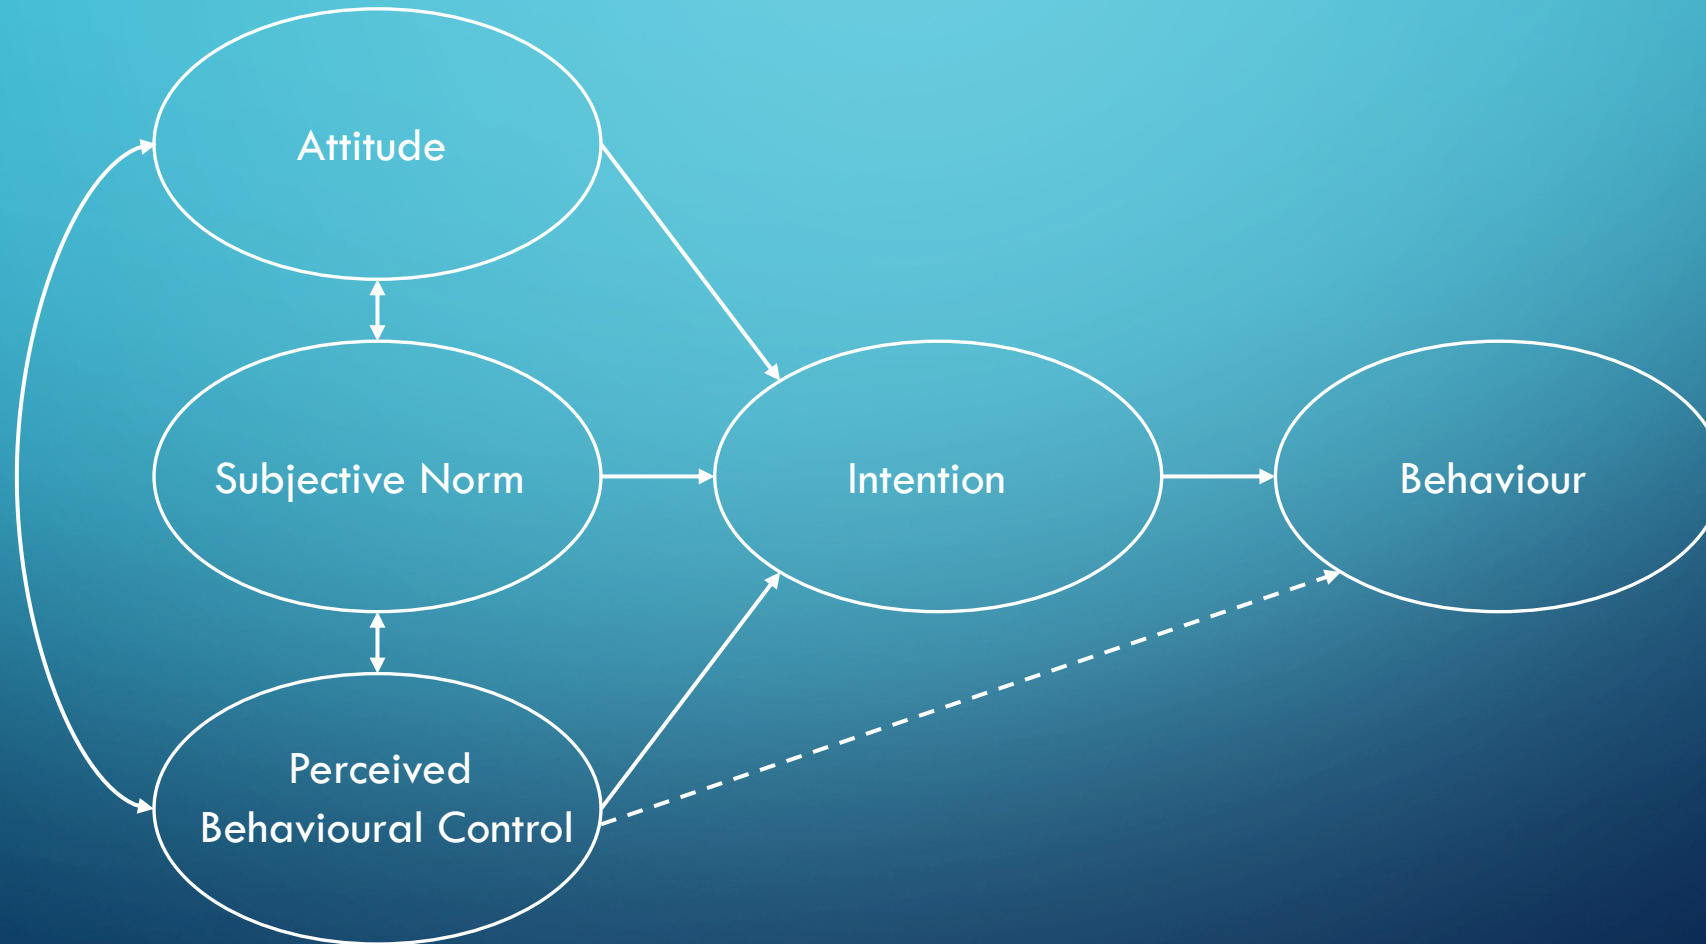 Attitude
Subjective Norm
Intention
Behaviour
Perceived
Behavioural Control